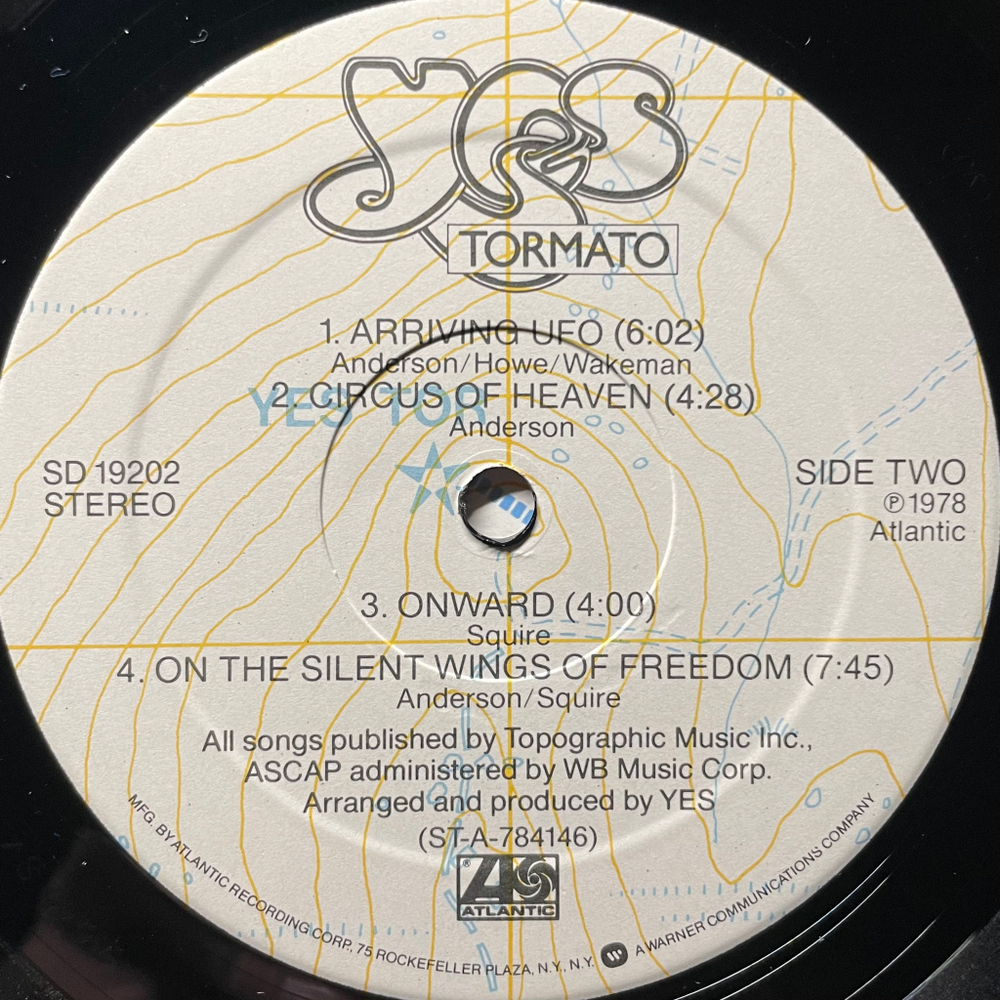 YES
TORMATO
1. ARRIVING UFO (6:02)
Anderson/Howe/Wakeman
YES TOR
2. CIRCUS OF HEAVEN (4:28)
Anderson
SD 19202
STEREO
SIDE TWO
Ⓟ1978
Atlantic
3. ONWARD (4:00)
Squire
4. ON THE SILENT WINGS OF FREEDOM (7:45)
Anderson/Squire
All songs published by Topographic Music Inc.,
ASCAP administered by WB Music Corp.
Arranged and produced by YES
(ST-A-784146)
®
ATLANTIC
MFG. BY ATLANTIC RECORDING CORP., 75 ROCKEFELLER PLAZA, N.Y., N.Y. A WARNER COMMUNICATIONS COMPANY